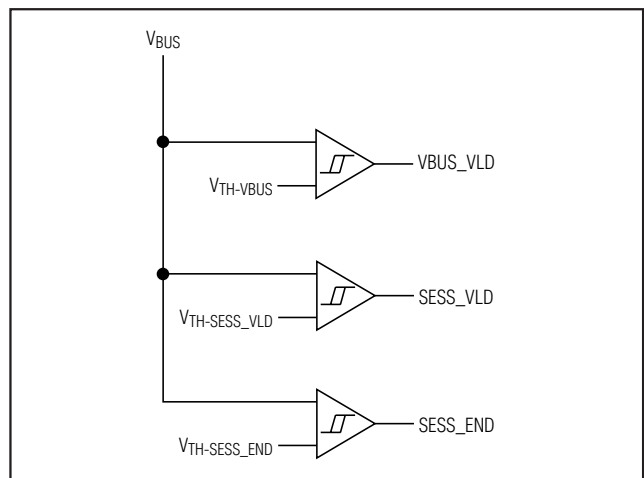 VBUS
VTH-VBUS
VBUS_VLD
VTH-SESS_VLD
SESS_VLD
VTH-SESS_END
SESS_END